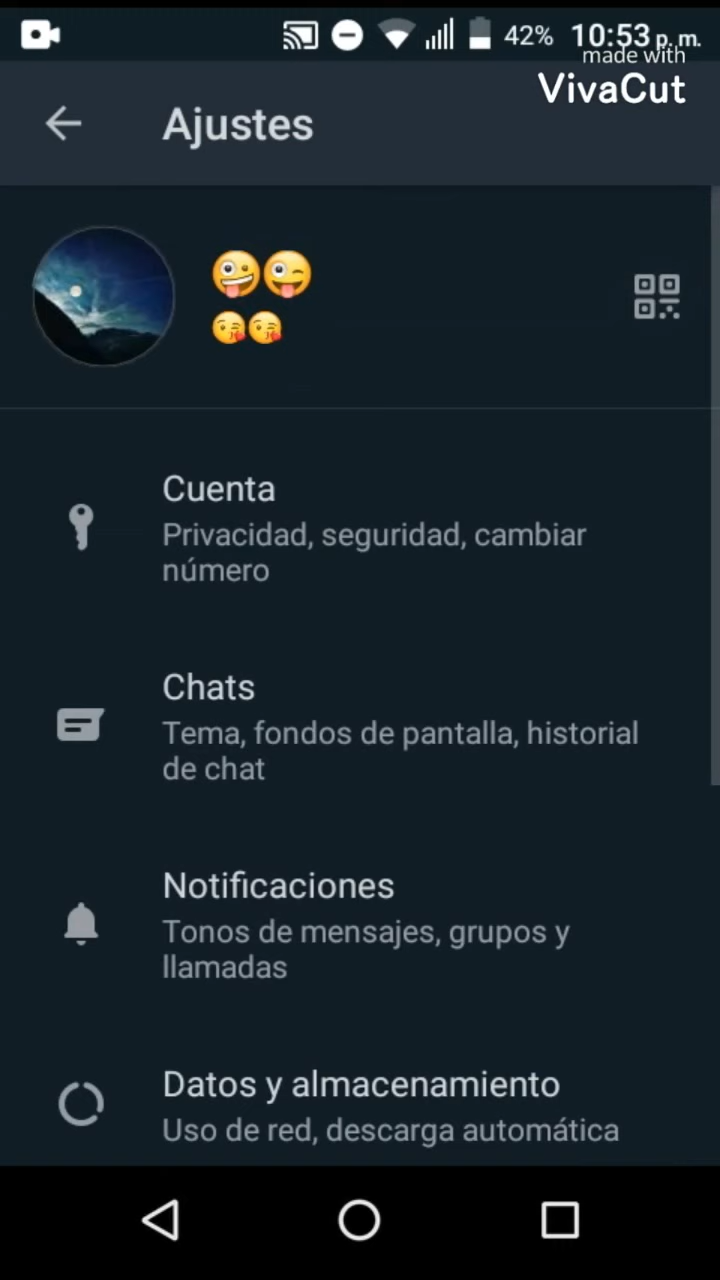 42% 10:53 p. m.
made with
VivaCut
Ajustes
🤪😜
😘😘
Cuenta
Privacidad, seguridad, cambiar
número
Chats
Tema, fondos de pantalla, historial
de chat
Notificaciones
Tonos de mensajes, grupos y
llamadas
Datos y almacenamiento
Uso de red, descarga automática